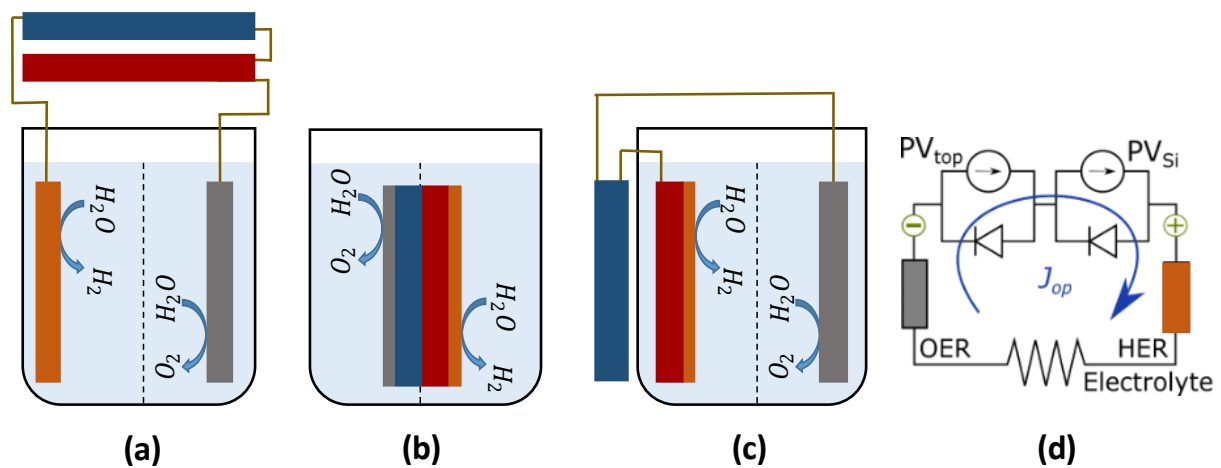 H₂O
H₂
H₂O
O₂
(a)
H₂O
O₂
H₂O
H₂
(b)
H₂O
H₂
H₂O
O₂
(c)
PVtop
PVSi
−
+
Jop
OER
HER
Electrolyte
(d)